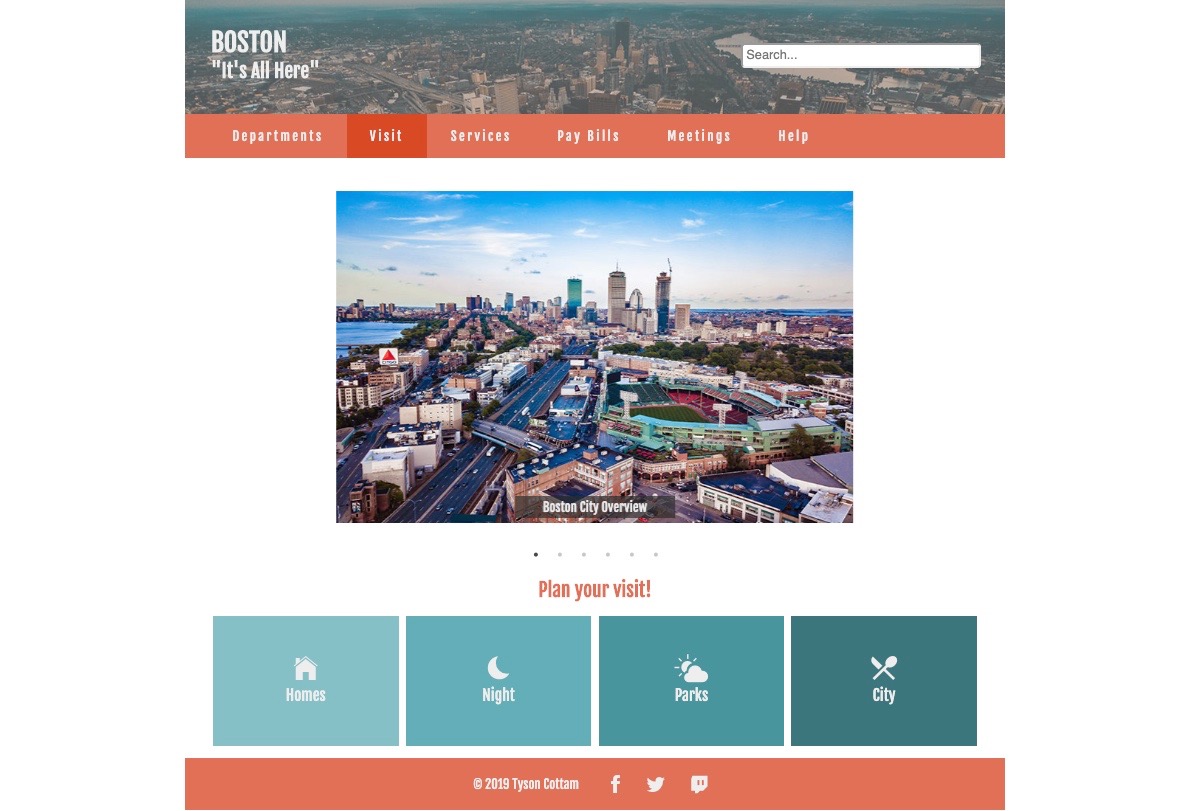 BOSTON
"It's All Here"
Search...
Departments Visit Services Pay Bills Meetings Help
CITGO
Boston City Overview
Plan your visit!
Homes Night Parks City
© 2019 Tyson Cottam